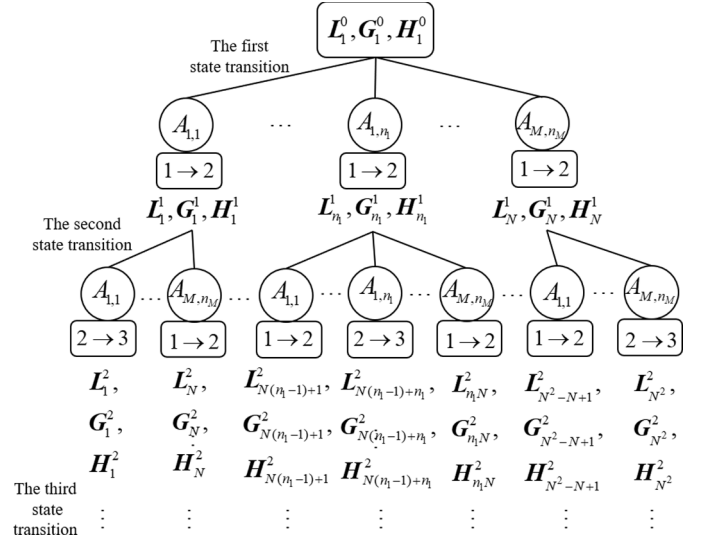 L_1^0, G_1^0, H_1^0
The first
state transition
A_{1,1} … A_{1,n_1} … A_{M,n_M}
1→2 1→2 1→2
L_1^1, G_1^1, H_1^1 L_{n_1}^1, G_{n_1}^1, H_{n_1}^1 L_N^1, G_N^1, H_N^1
The second
state transition
A_{1,1} … A_{M,n_M} … A_{1,1} … A_{1,n_1} … A_{M,n_M} … A_{1,1} … A_{M,n_M}
2→3 1→2 1→2 2→3 1→2 1→2 2→3
L_1^2, L_N^2, L_{N(n_1-1)+1}^2, L_{N(n_1-1)+n_1}^2, L_{n_1N}^2, L_{N^2-N+1}^2, L_{N^2}^2,
G_1^2, G_N^2, G_{N(n_1-1)+1}^2, G_{N(n_1-1)+n_1}^2, G_{n_1N}^2, G_{N^2-N+1}^2, G_{N^2}^2,
H_1^2 H_N^2 H_{N(n_1-1)+1}^2 H_{N(n_1-1)+n_1}^2 H_{n_1N}^2 H_{N^2-N+1}^2 H_{N^2}^2
The third
state
transition
⋮ ⋮ ⋮ ⋮ ⋮ ⋮ ⋮